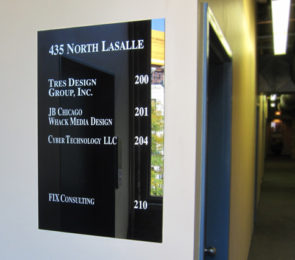 435 North LaSalle
Tres Design 200
Group, Inc.
JB Chicago 201
Whack Media Design
Cyber Technology LLC 204
FIX Consulting 210